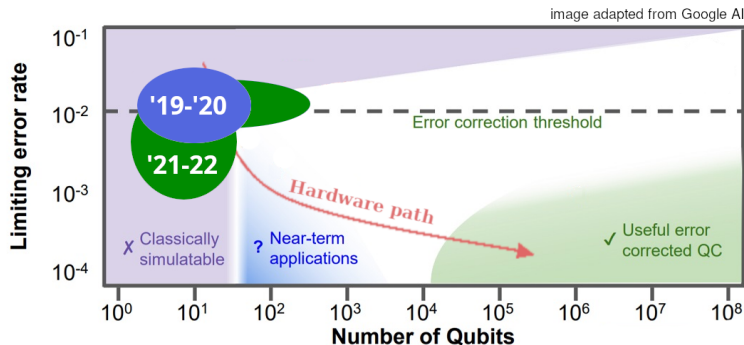 image adapted from Google AI
Limiting error rate
10-1
10-2
10-3
10-4
'19-'20
'21-22
Error correction threshold
Hardware path
✗ Classically
simulatable
? Near-term
applications
✓ Useful error
corrected QC
100 101 102 103 104 105 106 107 108
Number of Qubits